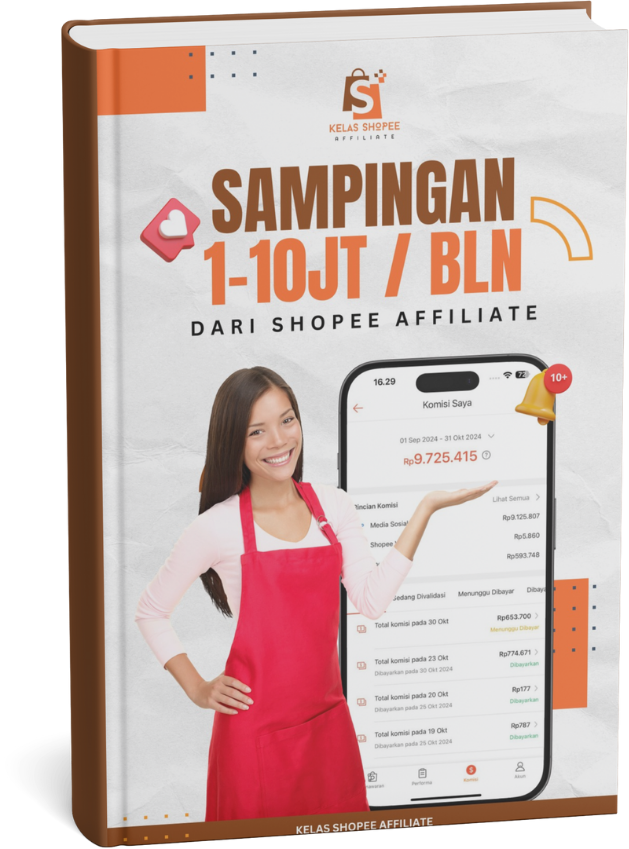 KELAS SHOPEE
AFFILIATE
SAMPINGAN
1-10JT / BLN
DARI SHOPEE AFFILIATE
16.29
73
10+
Komisi Saya
01 Sep 2024 - 31 Okt 2024
Rp9.725.415
Rincian Komisi
Lihat Semua
Media Sosial
Rp9.125.807
Shopee
Rp5.860
Rp593.748
Sedang Divalidasi Menunggu Dibayar Dibaya
Total komisi pada 30 Okt
Rp653.700
Menunggu Dibayar
Total komisi pada 23 Okt
Rp774.671
Dibayarkan pada 30 Okt 2024
Dibayarkan
Total komisi pada 20 Okt
Rp177
Dibayarkan pada 25 Okt 2024
Dibayarkan
Total komisi pada 19 Okt
Rp787
Dibayarkan pada 25 Okt 2024
Dibayarkan
Performa
Komisi
KELAS SHOPEE AFFILIATE